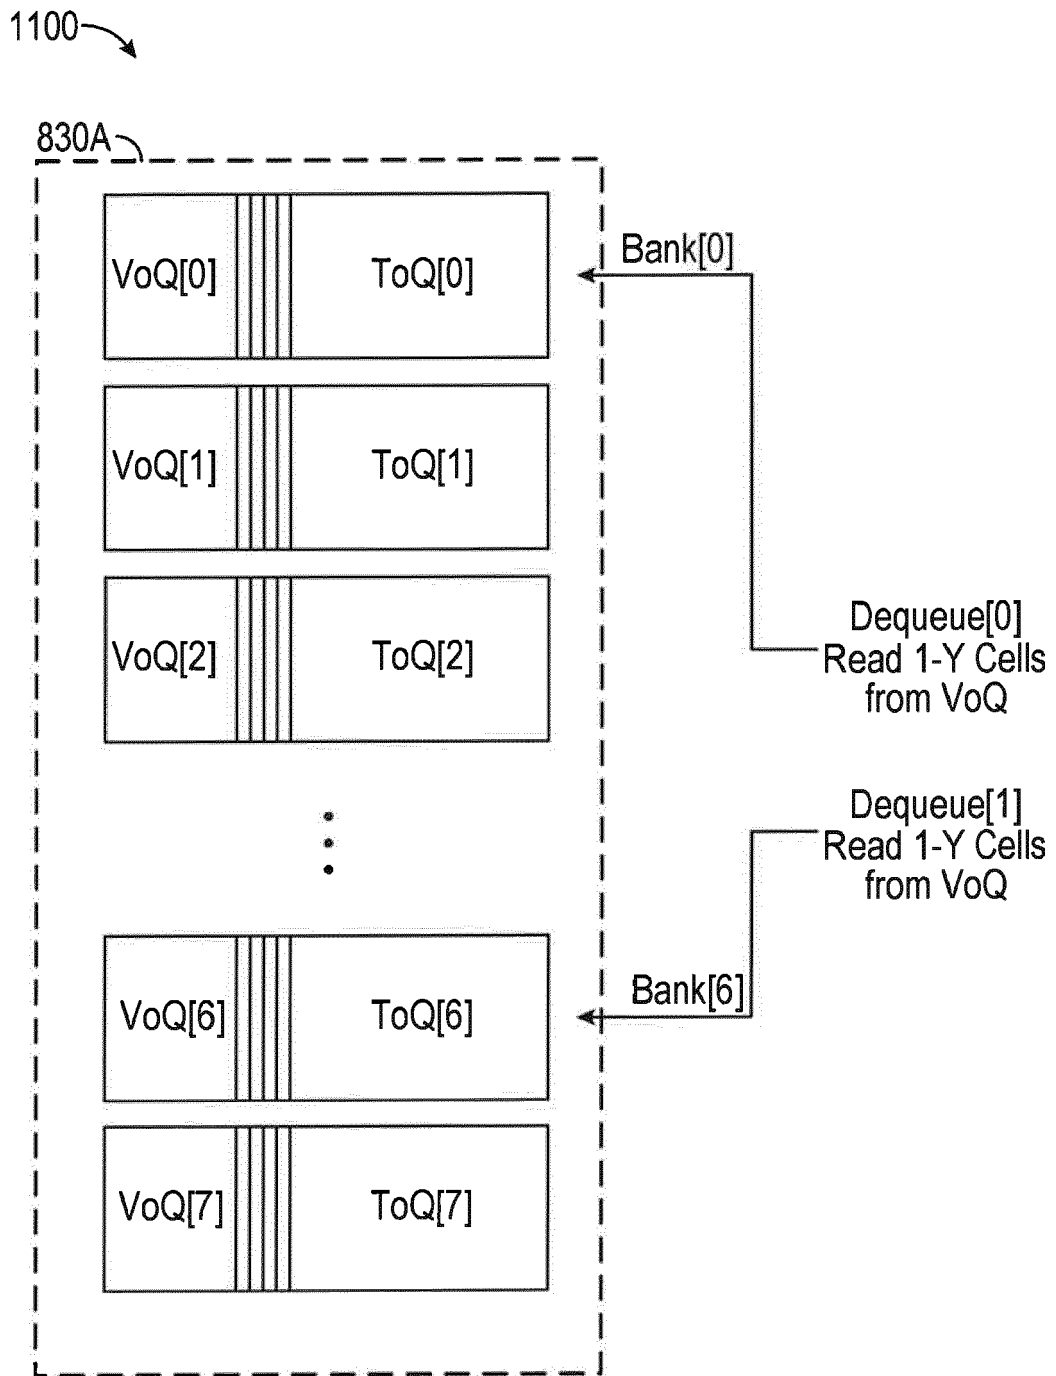 1100
830A
VoQ[0] ToQ[0]
Bank[0]
VoQ[1] ToQ[1]
VoQ[2] ToQ[2]
Dequeue[0]
Read 1-Y Cells
from VoQ
Dequeue[1]
Read 1-Y Cells
from VoQ
VoQ[6] ToQ[6]
Bank[6]
VoQ[7] ToQ[7]